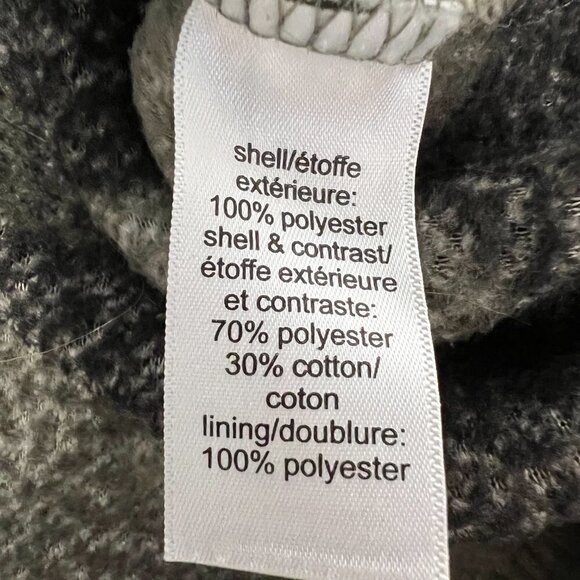 shell/étoffe
extérieure:
100% polyester
shell & contrast/
étoffe extérieure
et contraste:
70% polyester
30% cotton/
coton
lining/doublure:
100% polyester